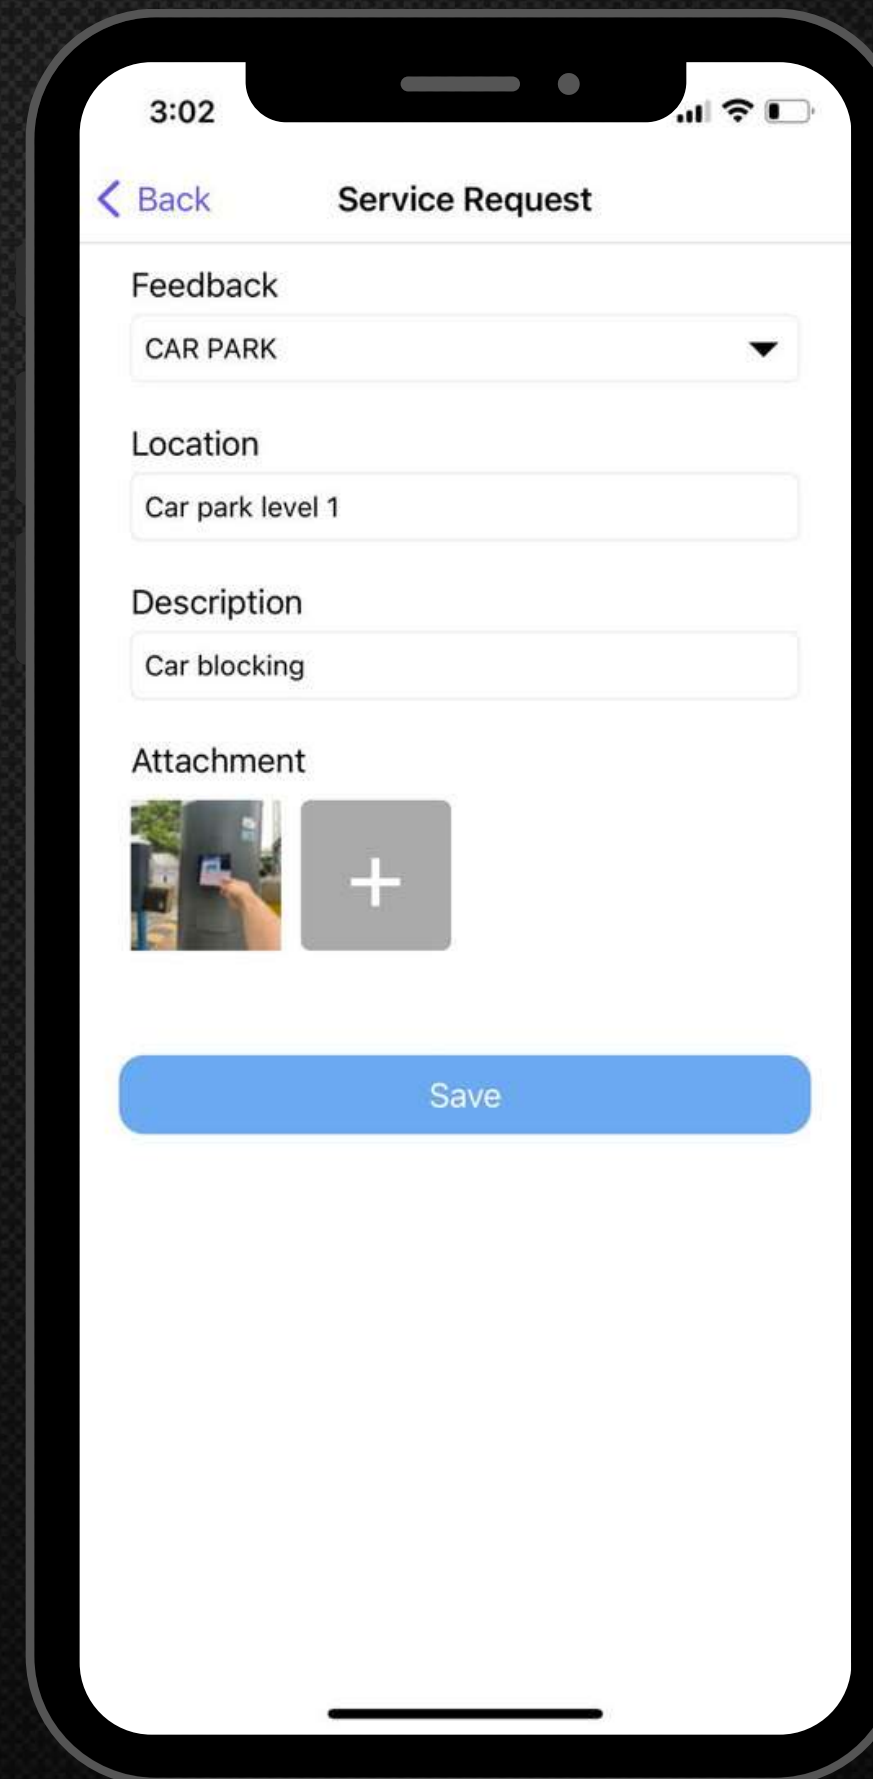 3:02
Back
Service Request
Feedback
CAR PARK
Location
Car park level 1
Description
Car blocking
Attachment
Save